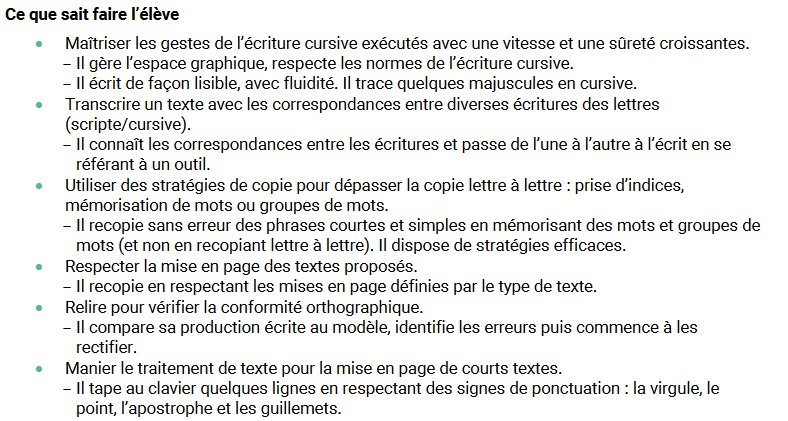 Ce que sait faire l’élève
• Maîtriser les gestes de l’écriture cursive exécutés avec une vitesse et une sûreté croissantes.
– Il gère l’espace graphique, respecte les normes de l’écriture cursive.
– Il écrit de façon lisible, avec fluidité. Il trace quelques majuscules en cursive.
• Transcrire un texte avec les correspondances entre diverses écritures des lettres
(scripte/cursive).
– Il connaît les correspondances entre les écritures et passe de l’une à l’autre à l’écrit en se
référant à un outil.
• Utiliser des stratégies de copie pour dépasser la copie lettre à lettre : prise d’indices,
mémorisation de mots ou groupes de mots.
– Il recopie sans erreur des phrases courtes et simples en mémorisant des mots et groupes de
mots (et non en recopiant lettre à lettre). Il dispose de stratégies efficaces.
• Respecter la mise en page des textes proposés.
– Il recopie en respectant les mises en page définies par le type de texte.
• Relire pour vérifier la conformité orthographique.
– Il compare sa production écrite au modèle, identifie les erreurs puis commence à les
rectifier.
• Manier le traitement de texte pour la mise en page de courts textes.
– Il tape au clavier quelques lignes en respectant des signes de ponctuation : la virgule, le
point, l’apostrophe et les guillemets.